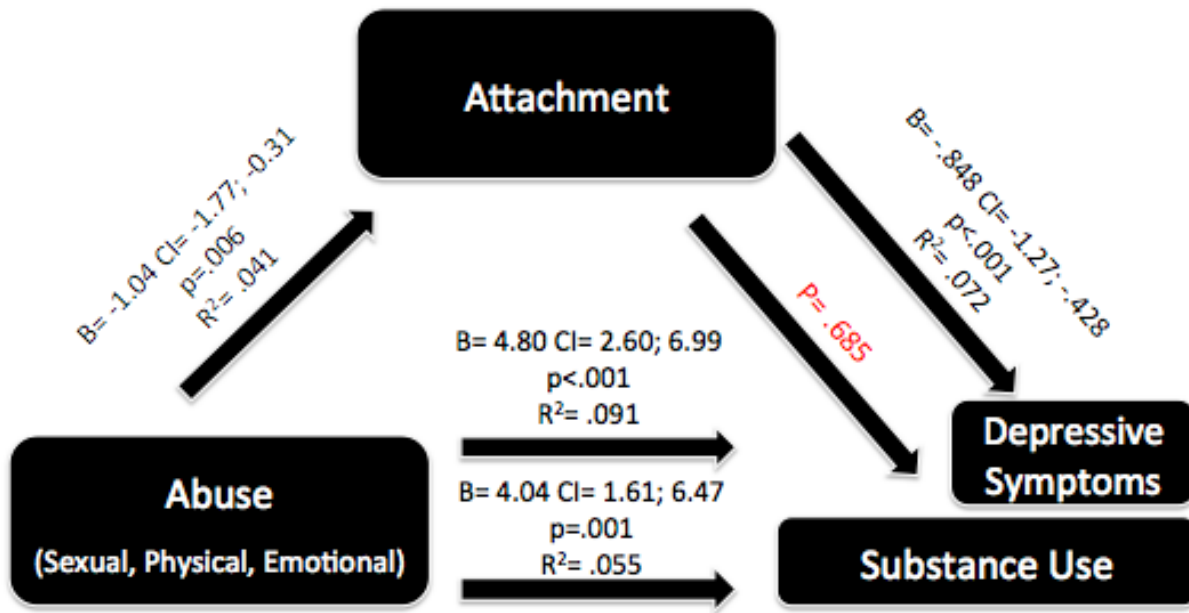 Attachment
B= -1.04 CI= -1.77; -0.31
p=.006
R²= .041
B= -.848 CI= -1.27; -.428
p<.001
R²= .072
P= .685
B= 4.80 CI= 2.60; 6.99
p<.001
R²= .091
Depressive
Symptoms
Abuse
(Sexual, Physical, Emotional)
B= 4.04 CI= 1.61; 6.47
p=.001
R²= .055
Substance Use